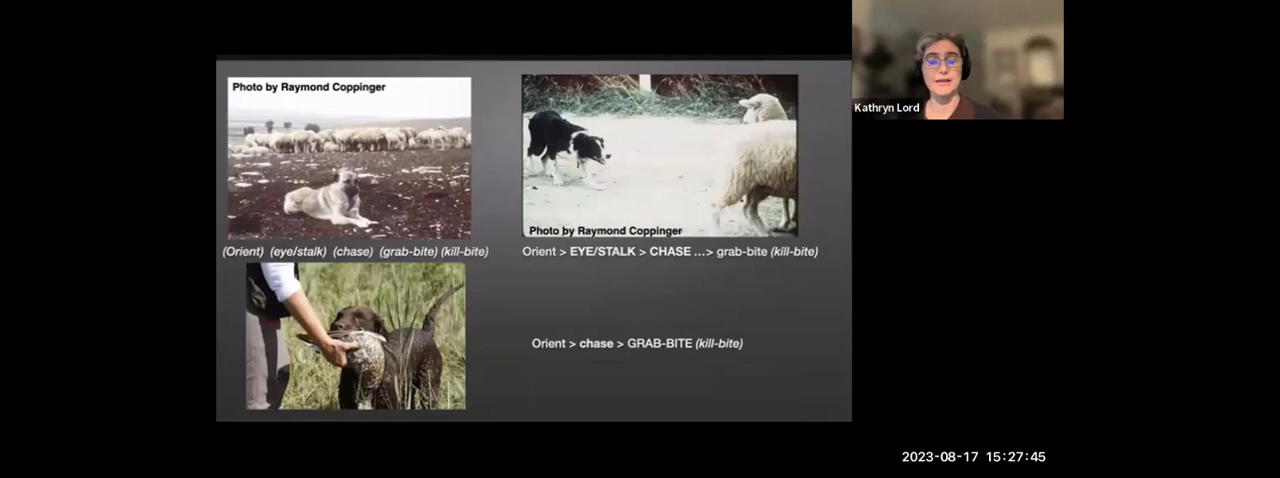 Photo by Raymond Coppinger
(Orient) (eye/stalk) (chase) (grab-bite) (kill-bite)
Photo by Raymond Coppinger
Orient > EYE/STALK > CHASE ...> grab-bite (kill-bite)
Orient > chase > GRAB-BITE (kill-bite)
Kathryn Lord
2023-08-17 15:27:45